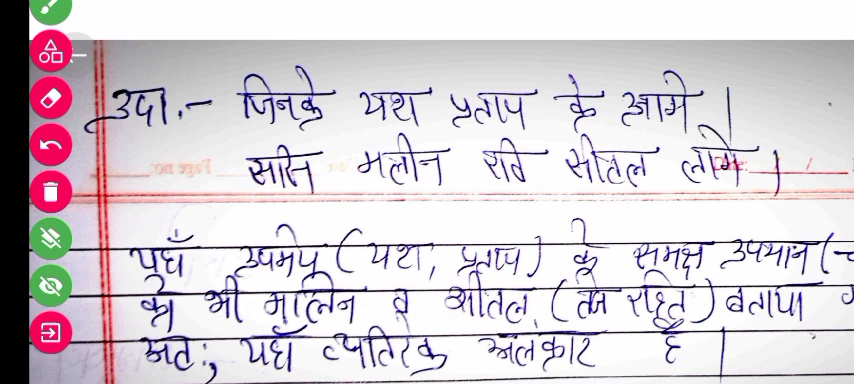 उदा.- जिनके यश प्रताप के आगे |
ससि मलीन रवि सीतल लागे |
यहाँ उपमेय (यश, प्रताप) के समक्ष उपमान (
को भी मलिन व शीतल (तेज रहित) बताया
अतः, यहाँ व्यतिरेक अलंकार है |